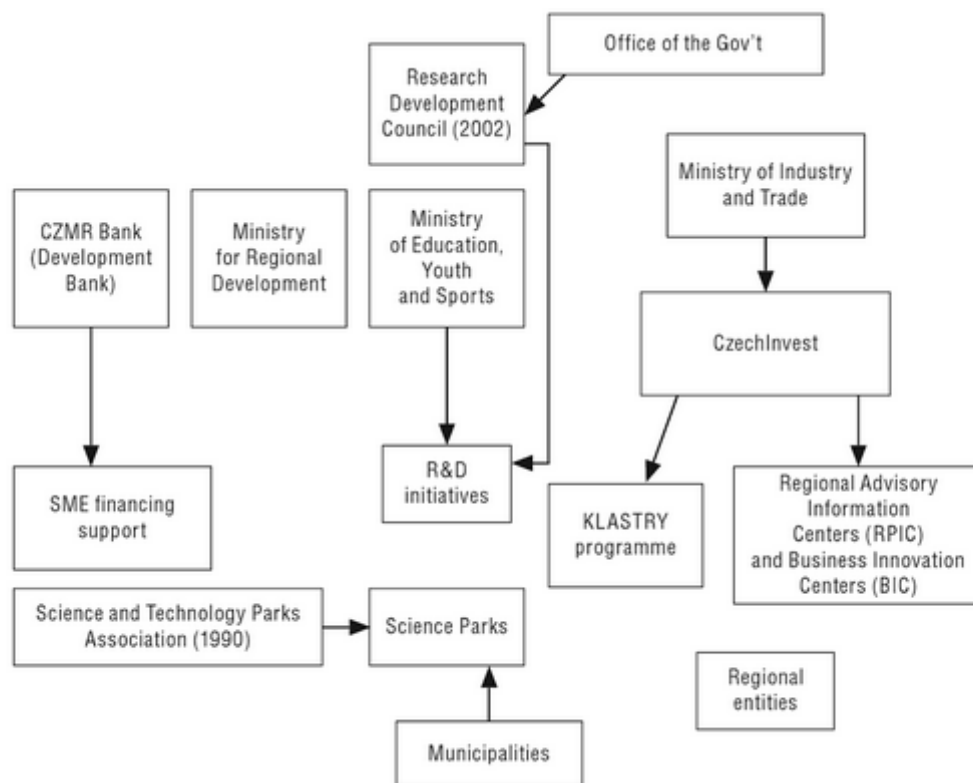 Office of the Gov't
Research
Development
Council (2002)
Ministry of Industry
and Trade
CZMR Bank
(Development
Bank)
Ministry
for Regional
Development
Ministry
of Education,
Youth
and Sports
CzechInvest
SME financing
support
R&D
initiatives
KLASTRY
programme
Regional Advisory
Information
Centers (RPIC)
and Business Innovation
Centers (BIC)
Science and Technology Parks
Association (1990)
Science Parks
Regional
entities
Municipalities